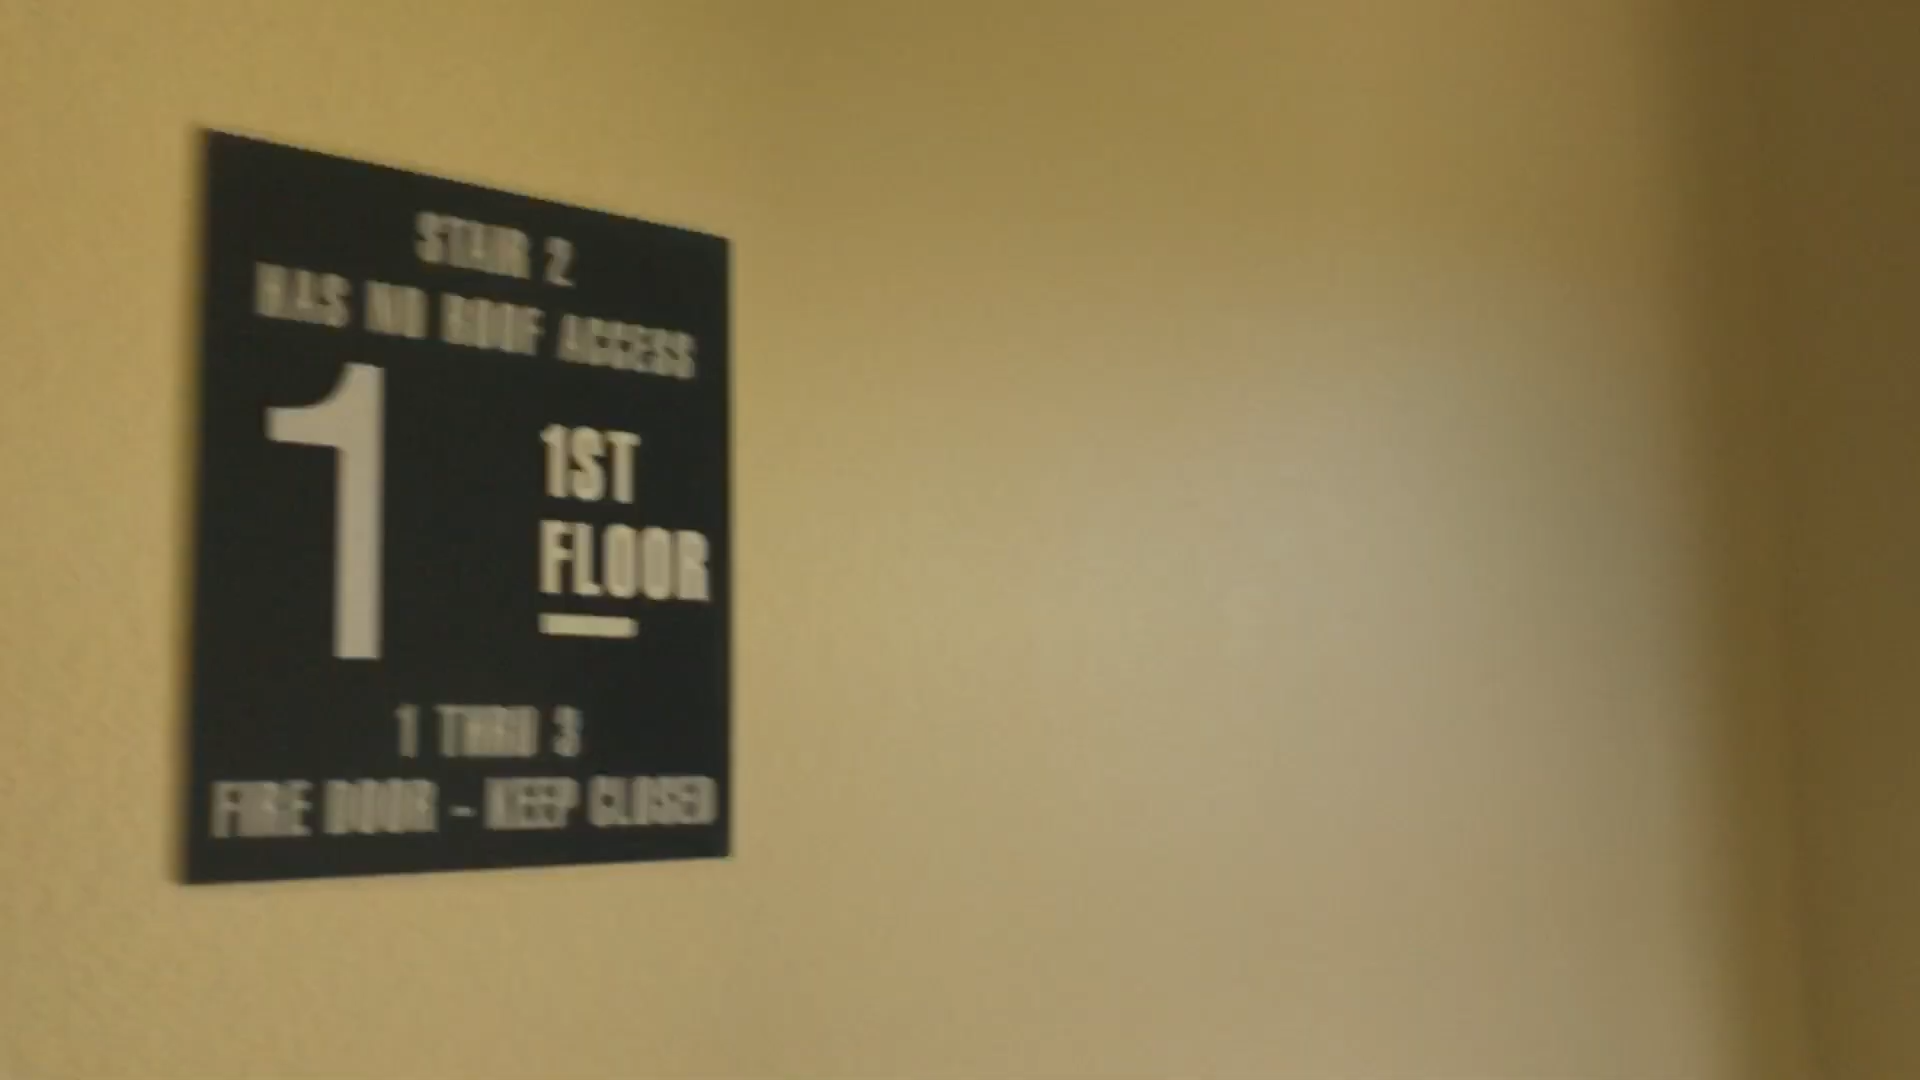 STAIR 2
HAS NO ROOF ACCESS
1
1ST
FLOOR
1 THRU 3
FIRE DOOR - KEEP CLOSED